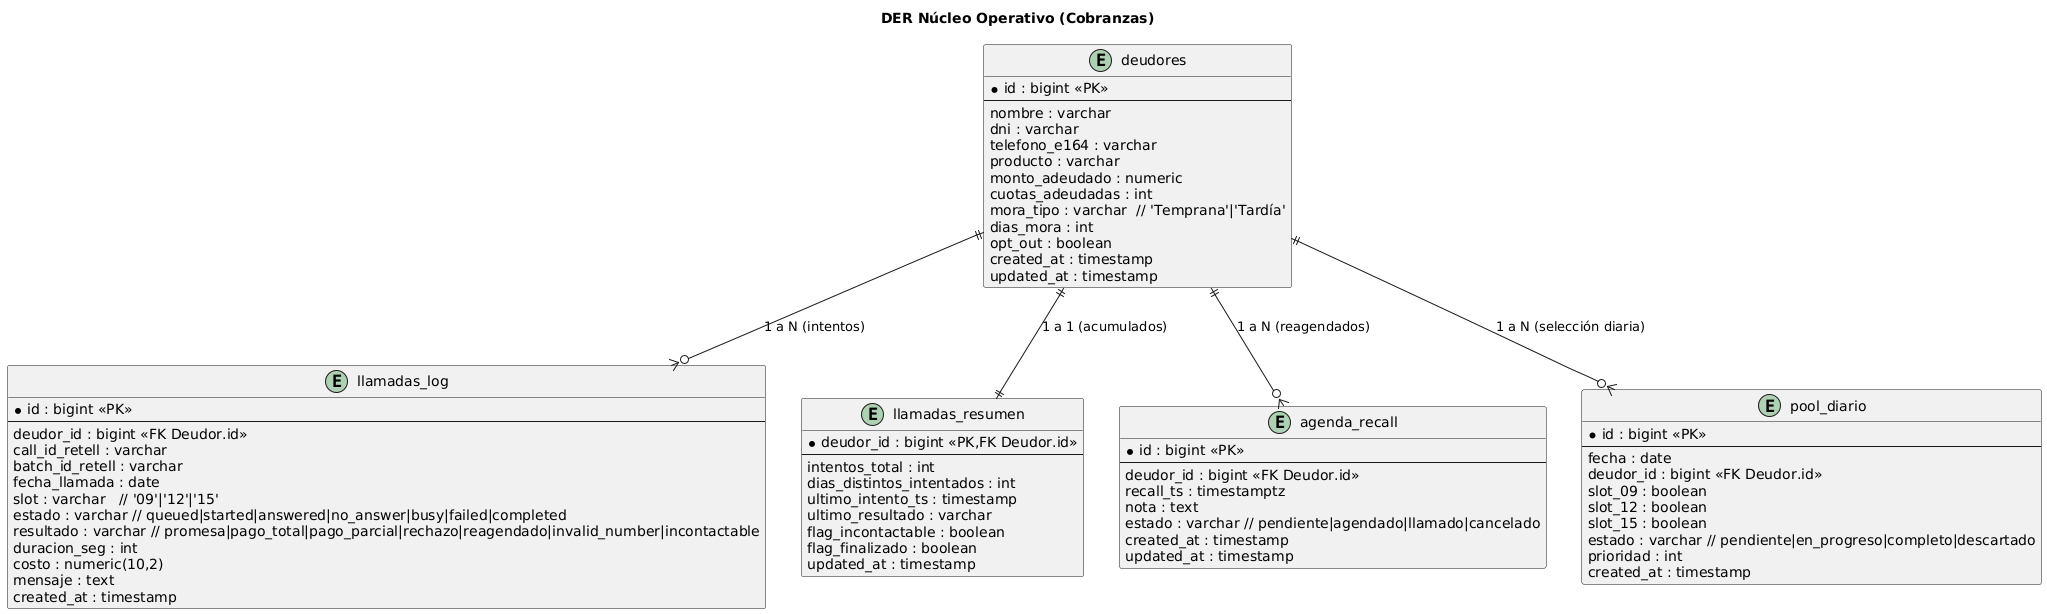 DER Núcleo Operativo (Cobranzas)
E deudores
* id : bigint «PK»
nombre : varchar
dni : varchar
telefono_e164 : varchar
producto : varchar
monto_adeudado : numeric
cuotas_adeudadas : int
mora_tipo : varchar  // 'Temprana'|'Tardía'
dias_mora : int
opt_out : boolean
created_at : timestamp
updated_at : timestamp
1 a N (intentos)
1 a 1 (acumulados)
1 a N (reagendados)
1 a N (selección diaria)
E llamadas_log
* id : bigint «PK»
deudor_id : bigint «FK Deudor.id»
call_id_retell : varchar
batch_id_retell : varchar
fecha_llamada : date
slot : varchar   // '09'|'12'|'15'
estado : varchar // queued|started|answered|no_answer|busy|failed|completed
resultado : varchar // promesa|pago_total|pago_parcial|rechazo|reagendado|invalid_number|incontactable
duracion_seg : int
costo : numeric(10,2)
mensaje : text
created_at : timestamp
E llamadas_resumen
* deudor_id : bigint «PK,FK Deudor.id»
intentos_total : int
dias_distintos_intentados : int
ultimo_intento_ts : timestamp
ultimo_resultado : varchar
flag_incontactable : boolean
flag_finalizado : boolean
updated_at : timestamp
E agenda_recall
* id : bigint «PK»
deudor_id : bigint «FK Deudor.id»
recall_ts : timestamptz
nota : text
estado : varchar // pendiente|agendado|llamado|cancelado
created_at : timestamp
updated_at : timestamp
E pool_diario
* id : bigint «PK»
fecha : date
deudor_id : bigint «FK Deudor.id»
slot_09 : boolean
slot_12 : boolean
slot_15 : boolean
estado : varchar // pendiente|en_progreso|completo|descartado
prioridad : int
created_at : timestamp